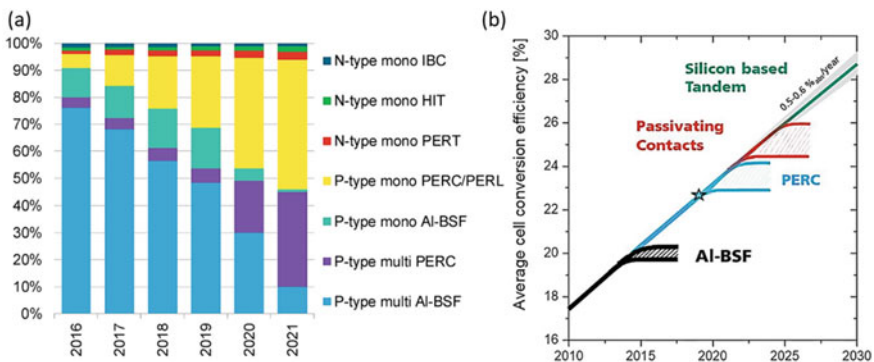 (a)
100%
90%
80%
70%
60%
50%
40%
30%
20%
10%
0%
2016
2017
2018
2019
2020
2021
N-type mono IBC
N-type mono HIT
N-type mono PERT
P-type mono PERC/PERL
P-type mono Al-BSF
P-type multi PERC
P-type multi Al-BSF
(b)
Average cell conversion efficiency [%]
30
28
26
24
22
20
18
16
2010
2015
2020
2025
2030
Silicon based
Tandem
0.5-0.6 %abs/year
Passivating
Contacts
PERC
Al-BSF